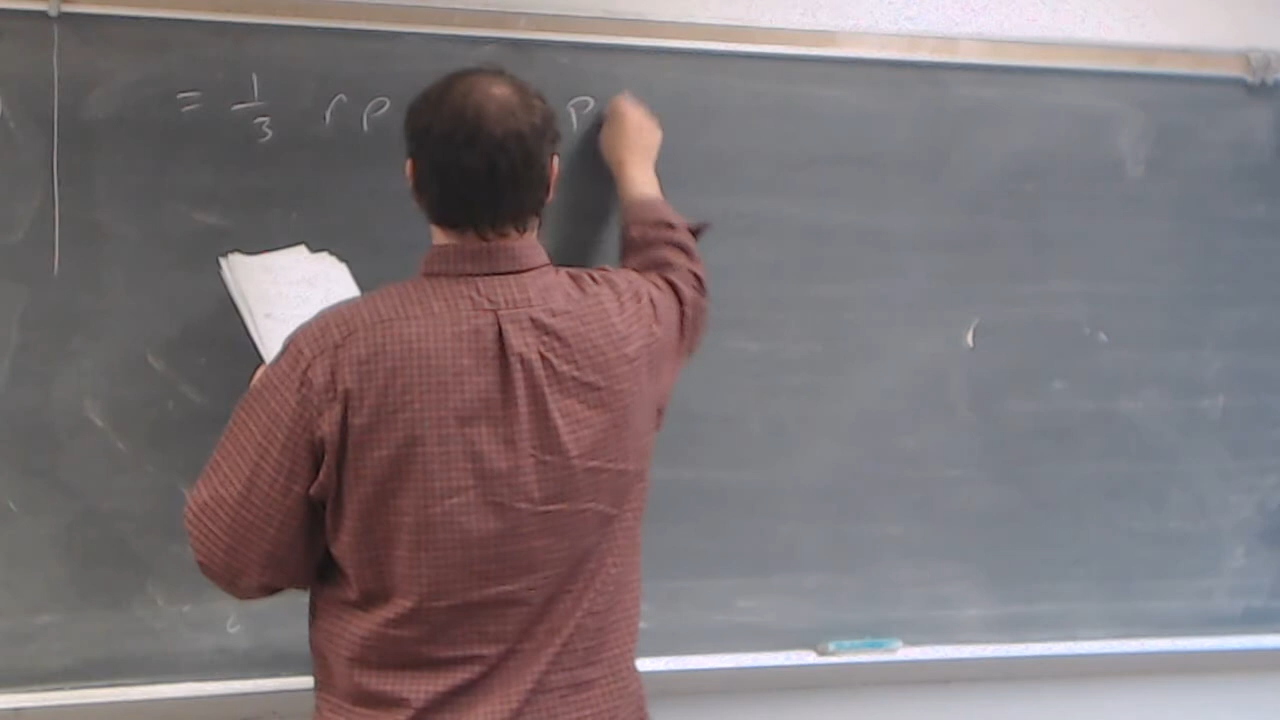 = 1/3 r p p